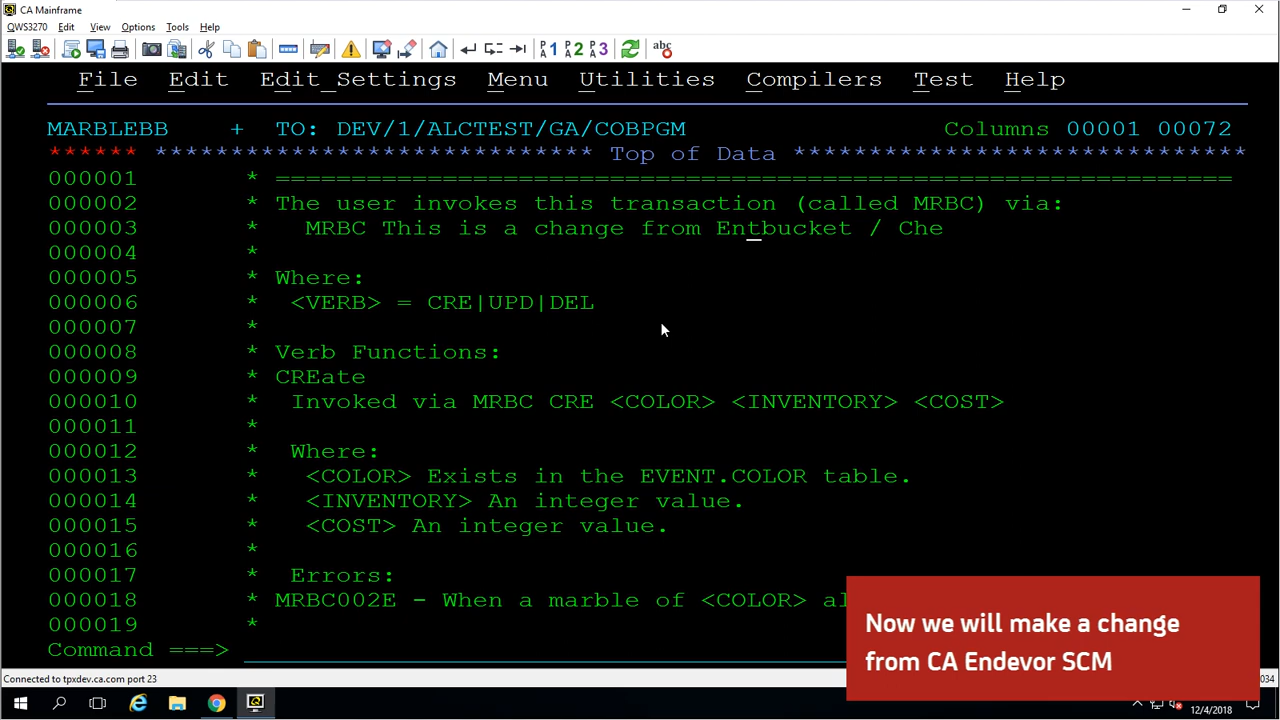 CA Mainframe
QWS3270 Edit View Options Tools Help
P A 1 P A 2 P A 3 abc
File Edit Edit_Settings Menu Utilities Compilers Test Help
MARBLEBB + TO: DEV/1/ALCTEST/GA/COBPGM Columns 00001 00072
****** ***************************** Top of Data ******************************
000001 * ===============================================================
000002 * The user invokes this transaction (called MRBC) via:
000003 * MRBC This is a change from Entbucket / Che
000004 *
000005 * Where:
000006 * <VERB> = CRE|UPD|DEL
000007 *
000008 * Verb Functions:
000009 * CREate
000010 * Invoked via MRBC CRE <COLOR> <INVENTORY> <COST>
000011 *
000012 * Where:
000013 * <COLOR> Exists in the EVENT.COLOR table.
000014 * <INVENTORY> An integer value.
000015 * <COST> An integer value.
000016 *
000017 * Errors:
000018 * MRBC002E - When a marble of <COLOR> al
000019 *
Command ===>
Now we will make a change
from CA Endevor SCM
Connected to tpxdev.ca.com port 23
034
12/4/2018